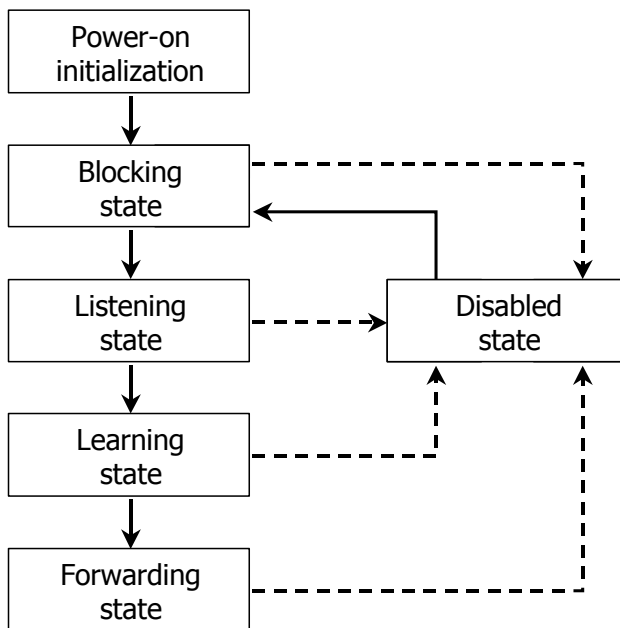 Power-on
initialization
Blocking
state
Listening
state
Disabled
state
Learning
state
Forwarding
state